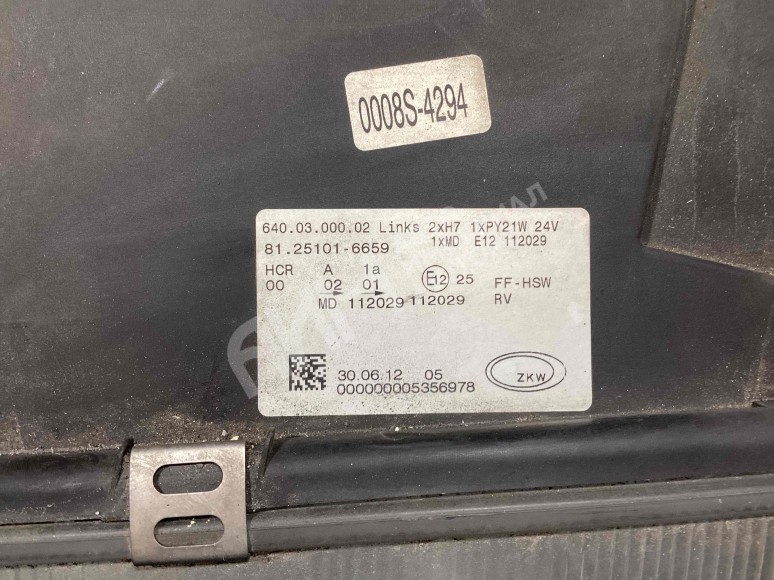 0008S-4294
640.03.000.02 Links 2xH7 1xPY21W 24V
81.25101-6659 1xMD E12 112029
HCR A 1a E12 25 FF-HSW
00 02 01 RV
MD 112029 112029
30.06.12 05
000000005356978
ZKW